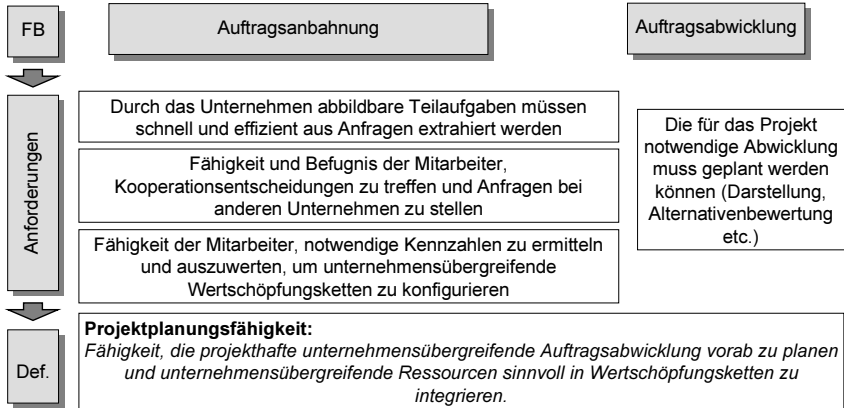 FB
Auftragsanbahnung
Auftragsabwicklung
Anforderungen
Durch das Unternehmen abbildbare Teilaufgaben müssen
schnell und effizient aus Anfragen extrahiert werden
Fähigkeit und Befugnis der Mitarbeiter,
Kooperationsentscheidungen zu treffen und Anfragen bei
anderen Unternehmen zu stellen
Fähigkeit der Mitarbeiter, notwendige Kennzahlen zu ermitteln
und auszuwerten, um unternehmensübergreifende
Wertschöpfungsketten zu konfigurieren
Die für das Projekt
notwendige Abwicklung
muss geplant werden
können (Darstellung,
Alternativenbewertung
etc.)
Def.
Projektplanungsfähigkeit:
Fähigkeit, die projekthafte unternehmensübergreifende Auftragsabwicklung vorab zu planen
und unternehmensübergreifende Ressourcen sinnvoll in Wertschöpfungsketten zu
integrieren.